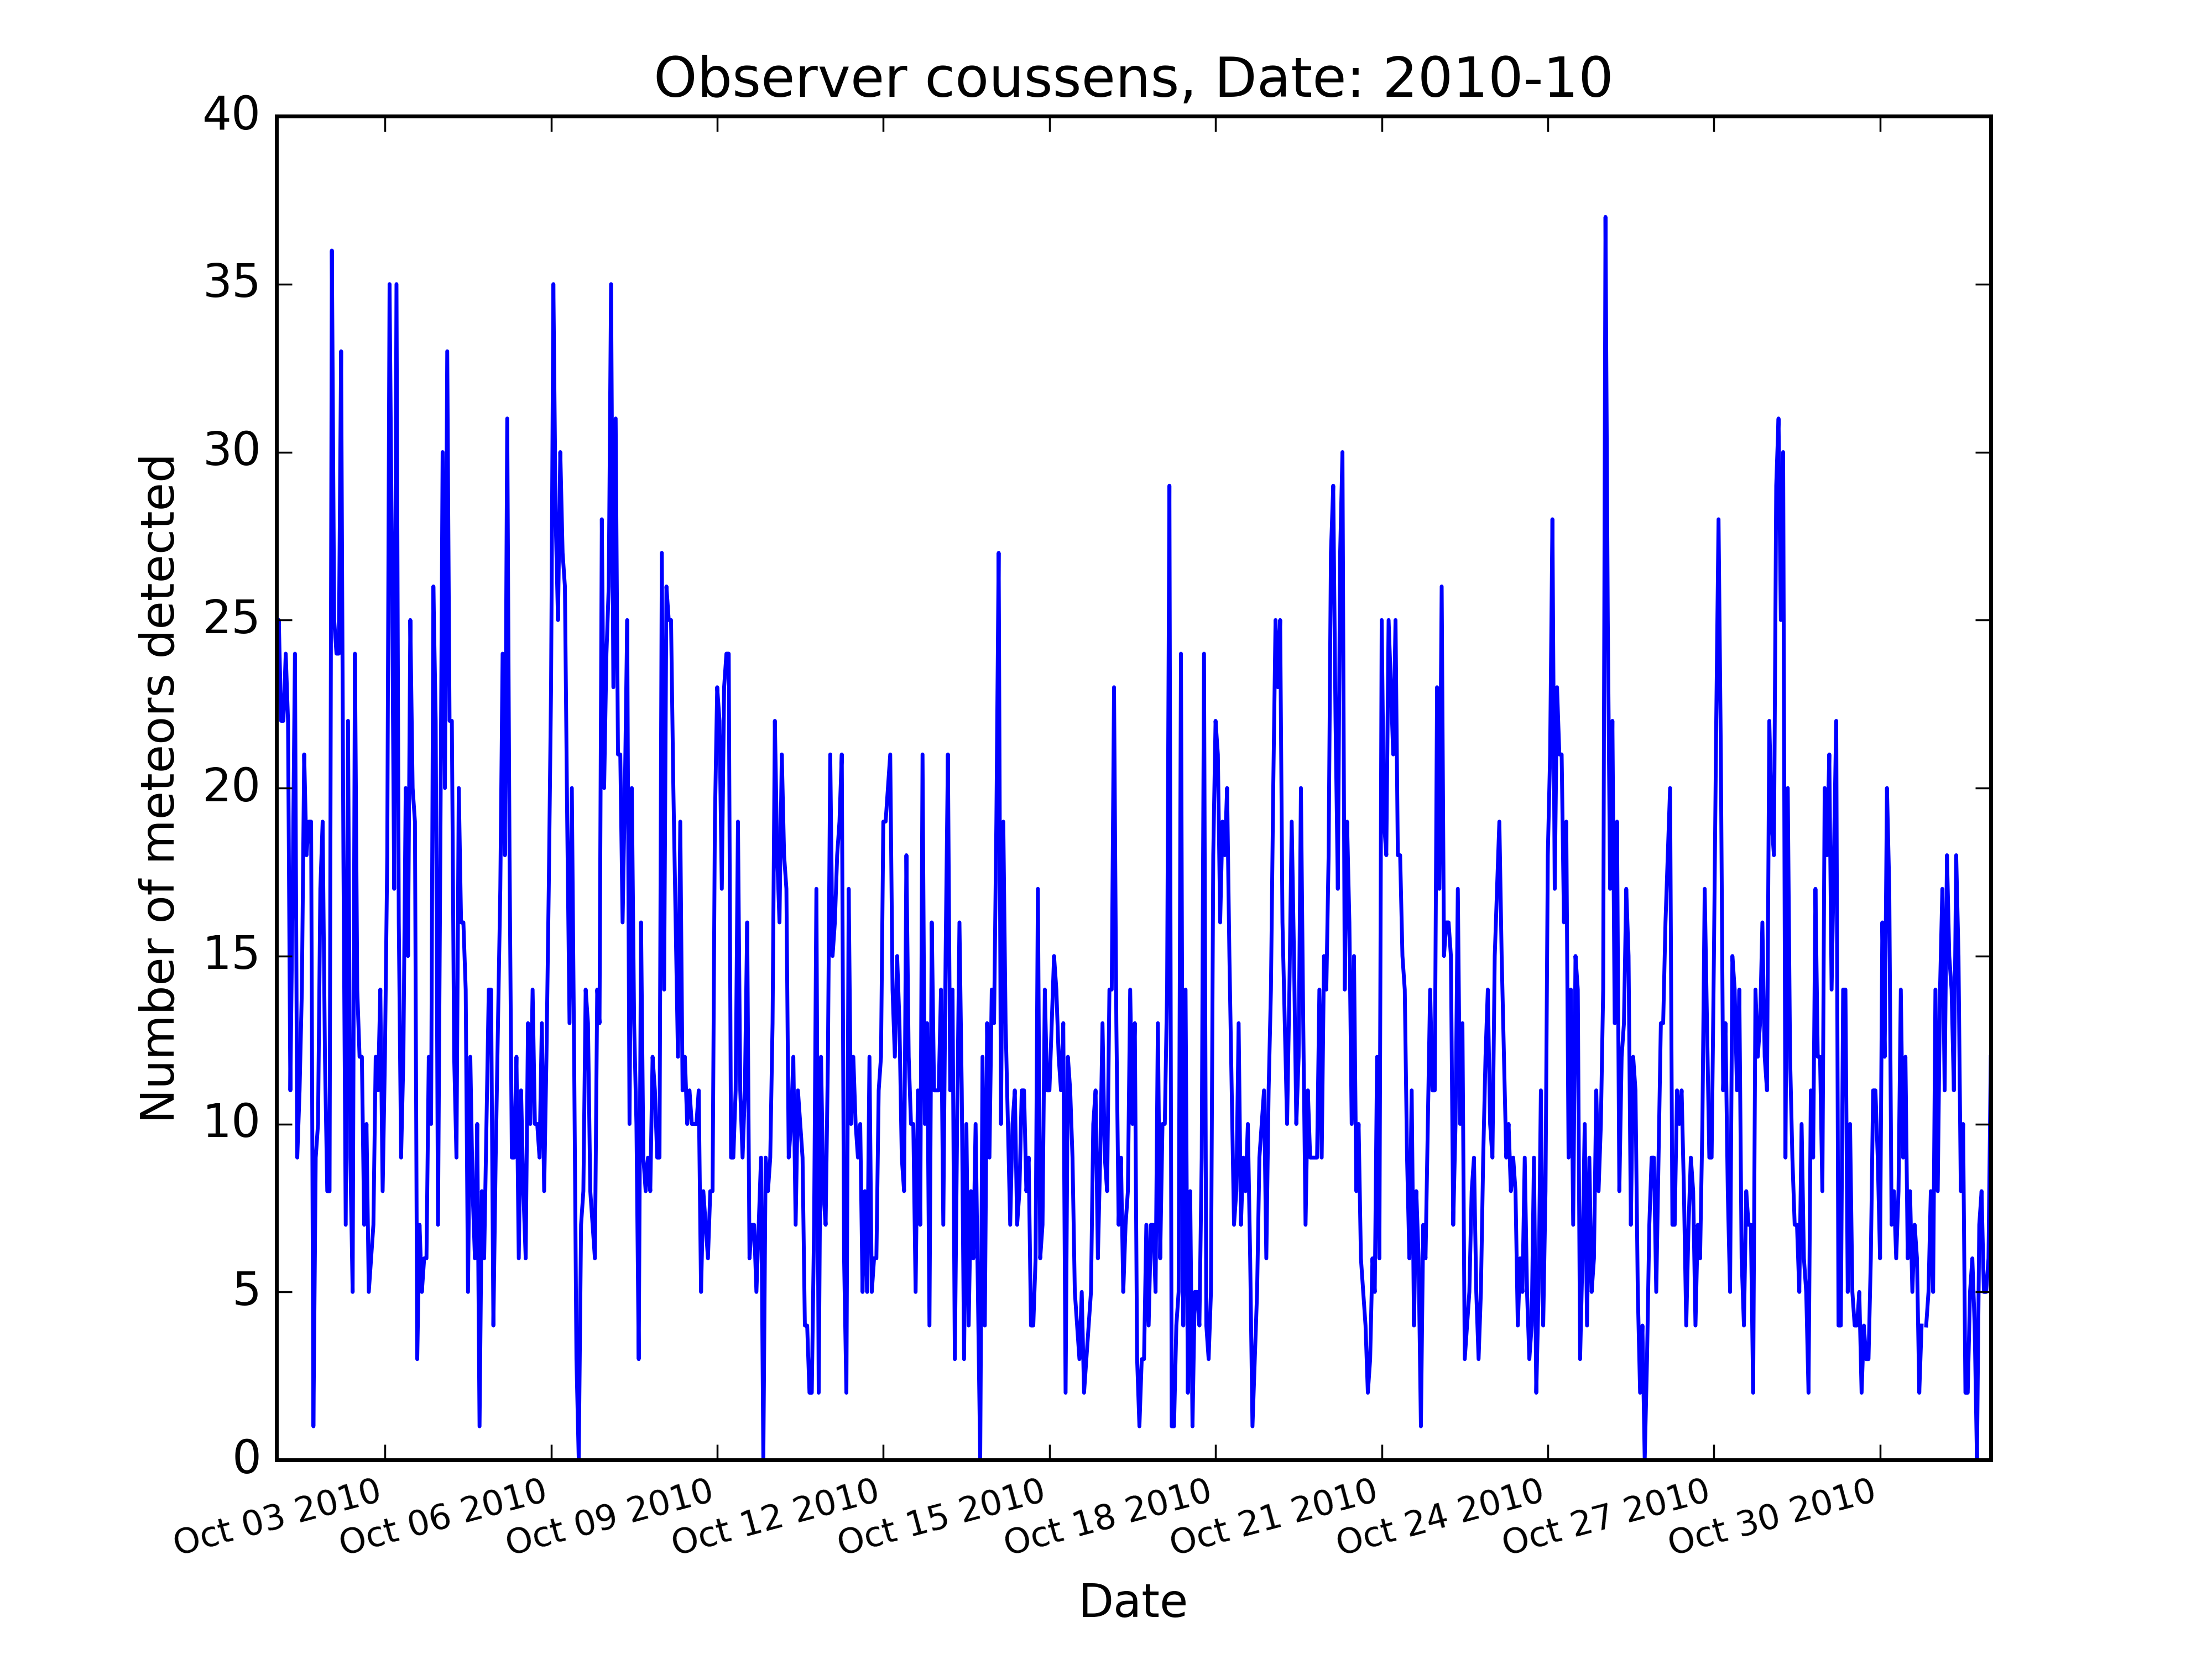 Observer coussens, Date: 2010-10
40
35
30
25
20
15
10
5
0
Number of meteors detected
Oct 03 2010
Oct 06 2010
Oct 09 2010
Oct 12 2010
Oct 15 2010
Oct 18 2010
Oct 21 2010
Oct 24 2010
Oct 27 2010
Oct 30 2010
Date